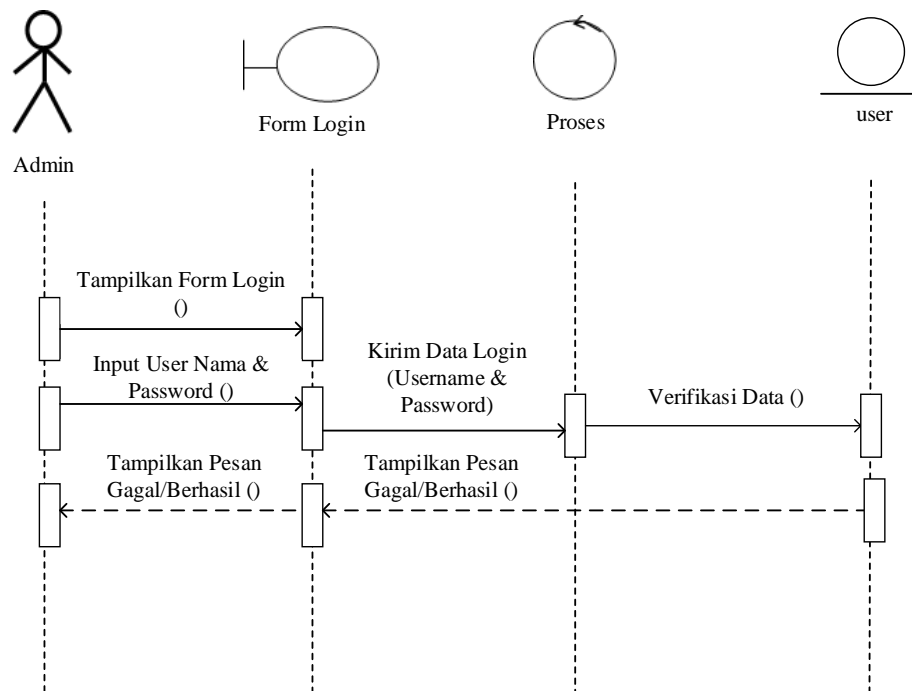 Form Login
Proses
user
Admin
Tampilkan Form Login
()
Input User Nama &
Password ()
Kirim Data Login
(Username &
Password)
Verifikasi Data ()
Tampilkan Pesan
Gagal/Berhasil ()
Tampilkan Pesan
Gagal/Berhasil ()